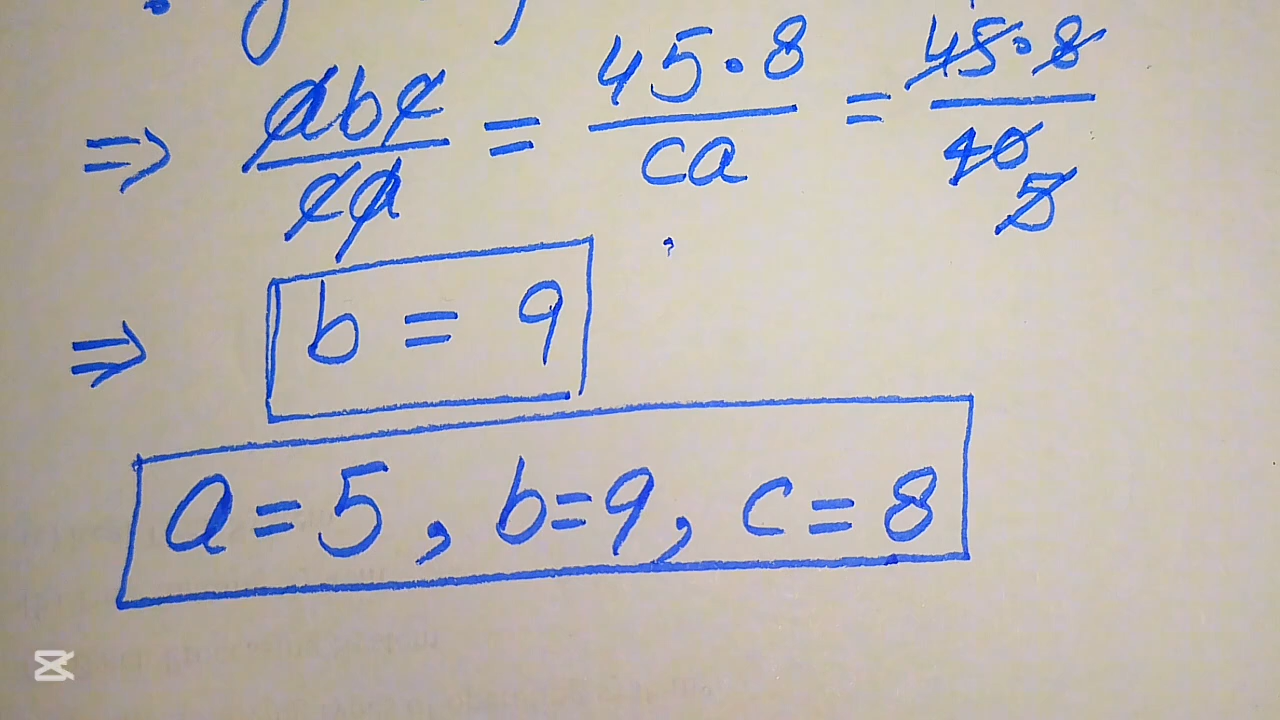 ⇒ abc/ca = 45·8/ca = 45·8/40 5
⇒ b = 9
a = 5, b = 9, c = 8